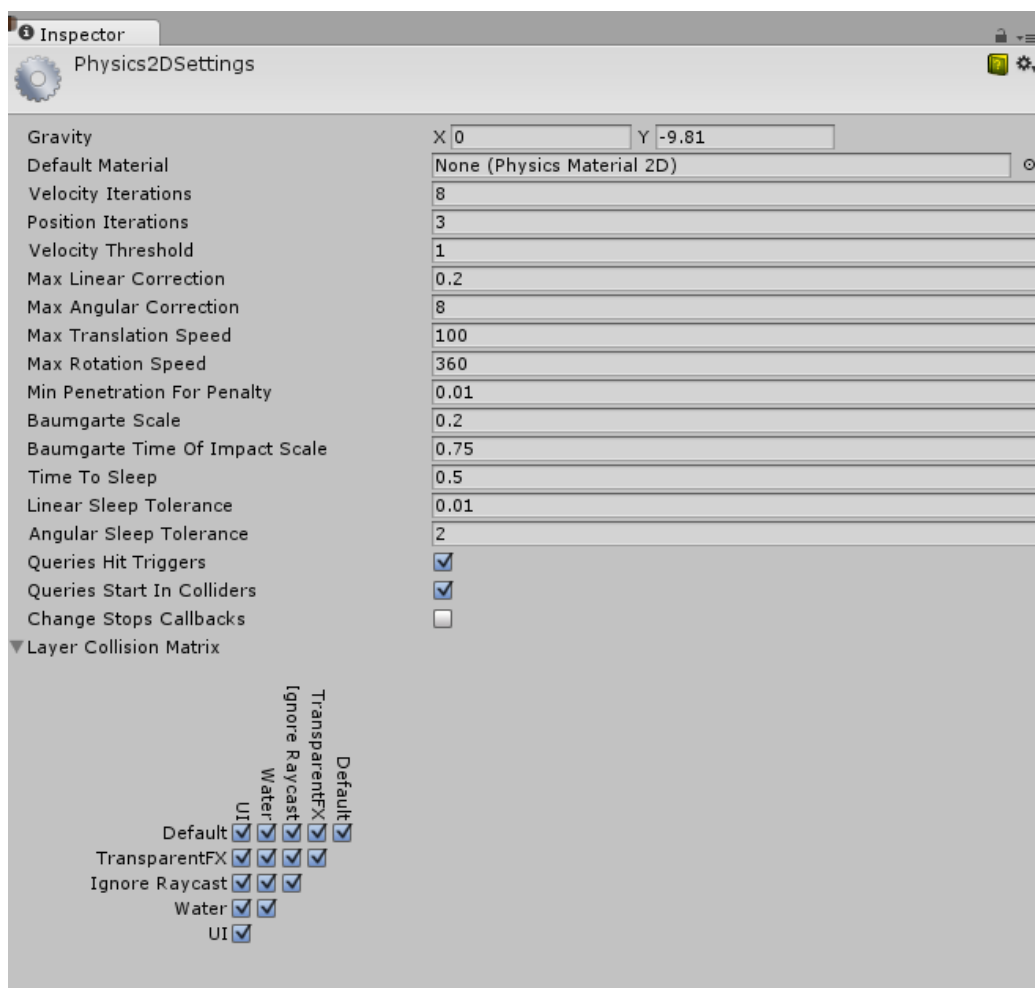 Inspector
Physics2DSettings
Gravity X 0 Y -9.81
Default Material None (Physics Material 2D)
Velocity Iterations 8
Position Iterations 3
Velocity Threshold 1
Max Linear Correction 0.2
Max Angular Correction 8
Max Translation Speed 100
Max Rotation Speed 360
Min Penetration For Penalty 0.01
Baumgarte Scale 0.2
Baumgarte Time Of Impact Scale 0.75
Time To Sleep 0.5
Linear Sleep Tolerance 0.01
Angular Sleep Tolerance 2
Queries Hit Triggers
Queries Start In Colliders
Change Stops Callbacks
Layer Collision Matrix
UI
Water
Ignore Raycast
TransparentFX
Default
Default
TransparentFX
Ignore Raycast
Water
UI